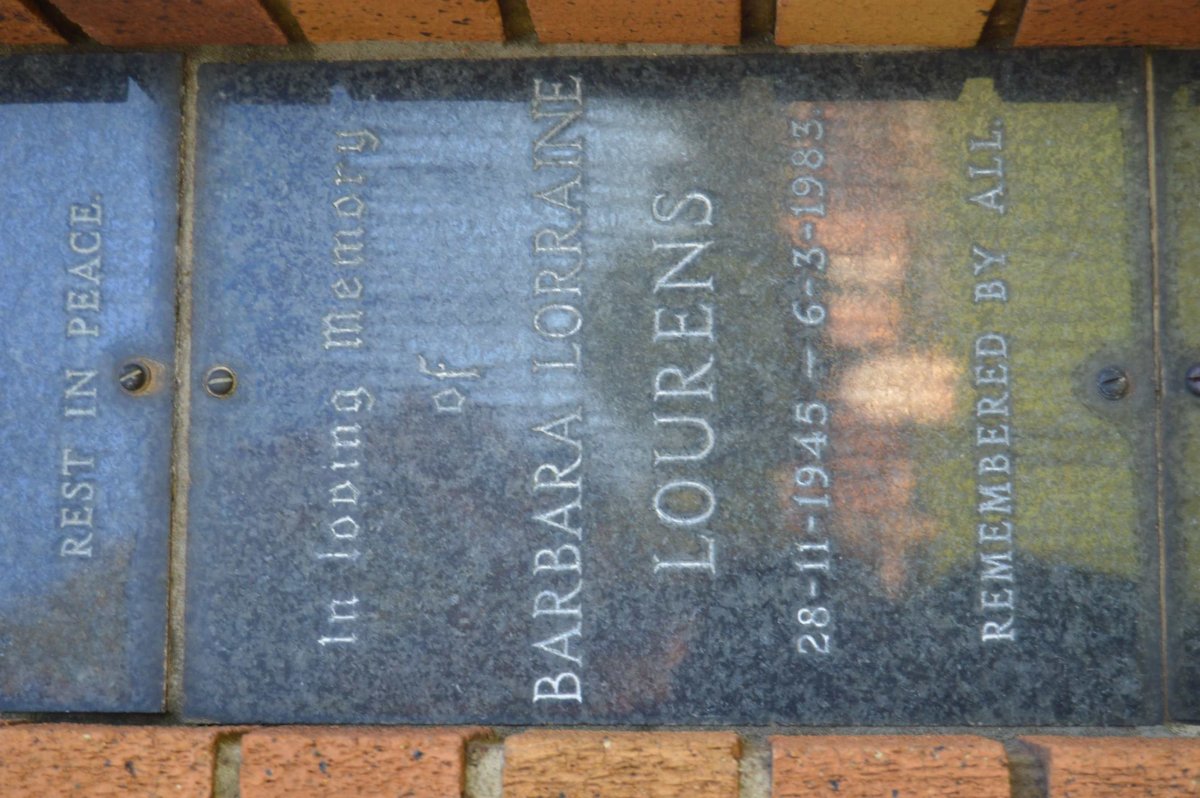 REST IN PEACE.
In loving memory
of
BARBARA LORRAINE
LOURENS
28-11-1945 – 6-3-1983.
REMEMBERED BY ALL.